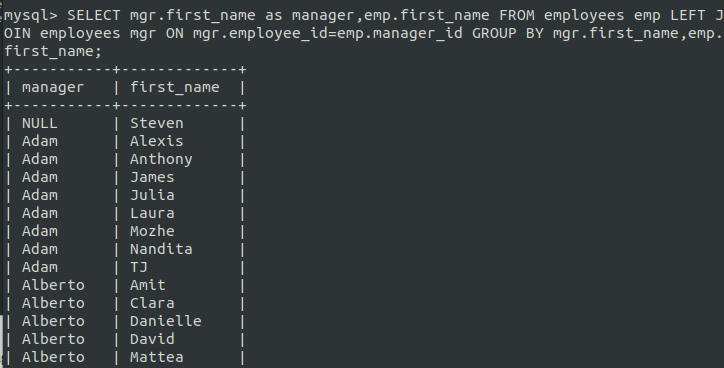 mysql> SELECT mgr.first_name as manager,emp.first_name FROM employees emp LEFT J
OIN employees mgr ON mgr.employee_id=emp.manager_id GROUP BY mgr.first_name,emp.
first_name;
+-----------+-------------+
| manager   | first_name  |
+-----------+-------------+
| NULL      | Steven      |
| Adam      | Alexis      |
| Adam      | Anthony     |
| Adam      | James       |
| Adam      | Julia       |
| Adam      | Laura       |
| Adam      | Mozhe       |
| Adam      | Nandita     |
| Adam      | TJ          |
| Alberto   | Amit        |
| Alberto   | Clara       |
| Alberto   | Danielle    |
| Alberto   | David       |
| Alberto   | Mattea      |